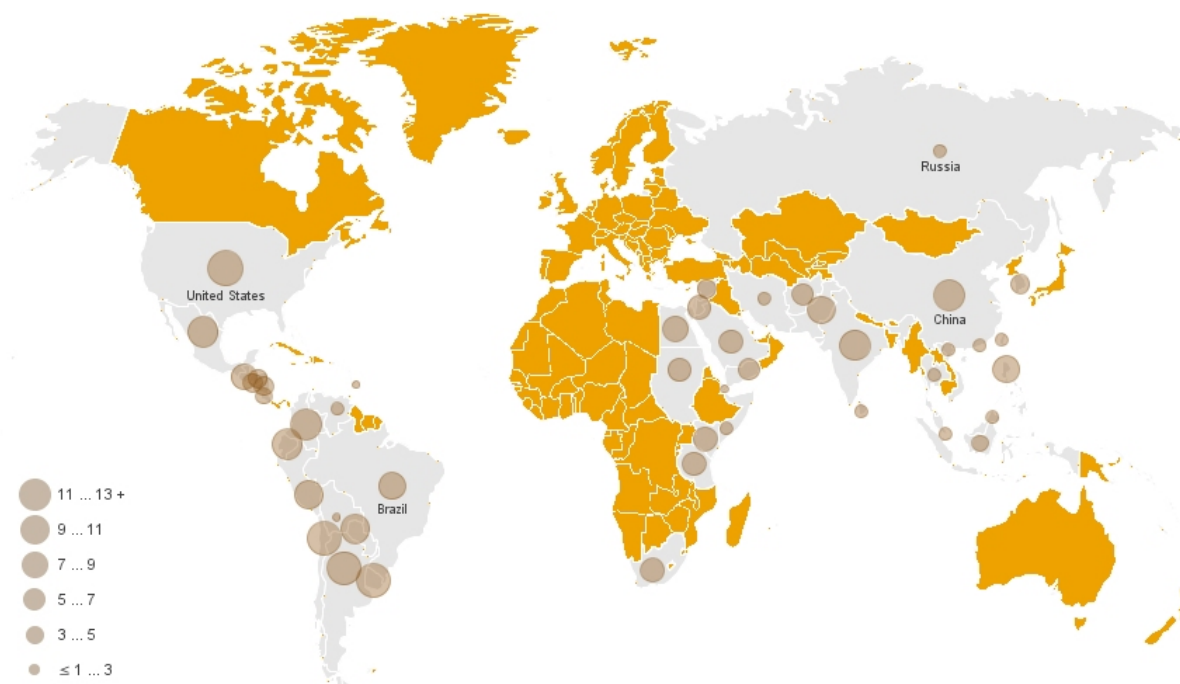 Russia
United States
China
Brazil
11 ... 13 +
9 ... 11
7 ... 9
5 ... 7
3 ... 5
≤ 1 ... 3